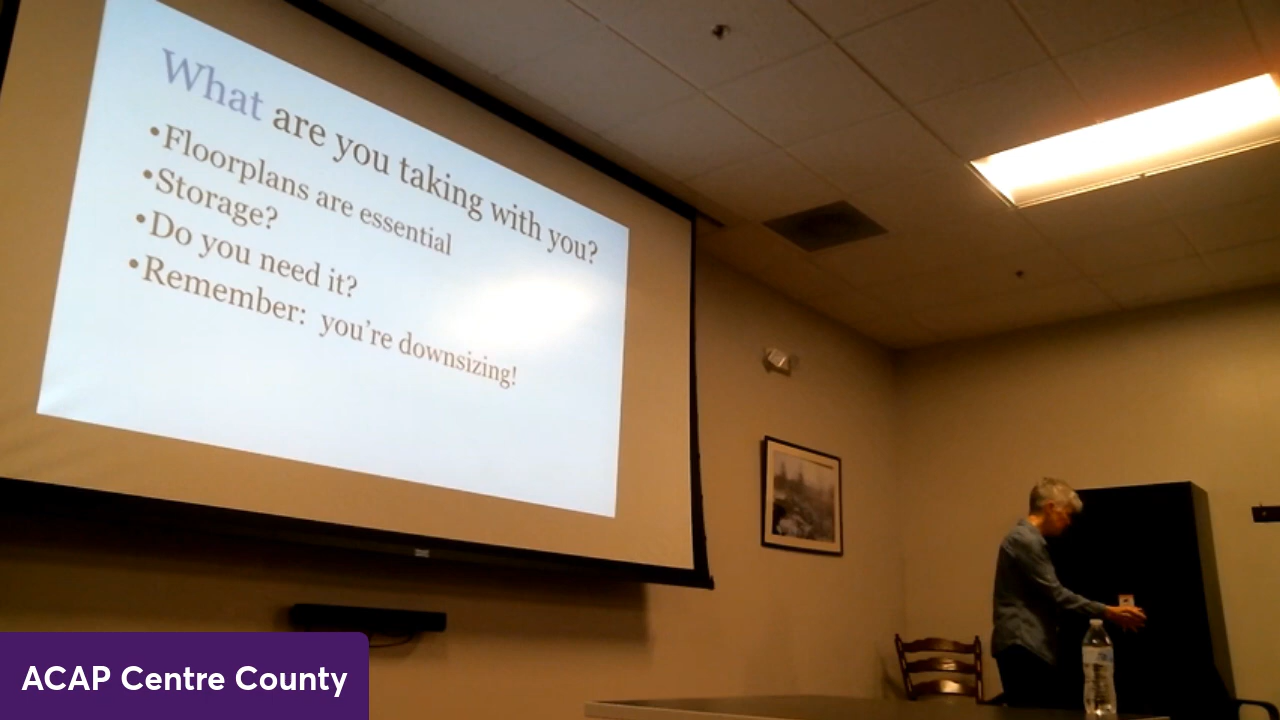 What are you taking with you?
•Floorplans are essential
•Storage?
•Do you need it?
•Remember:  you're downsizing!
ACAP Centre County